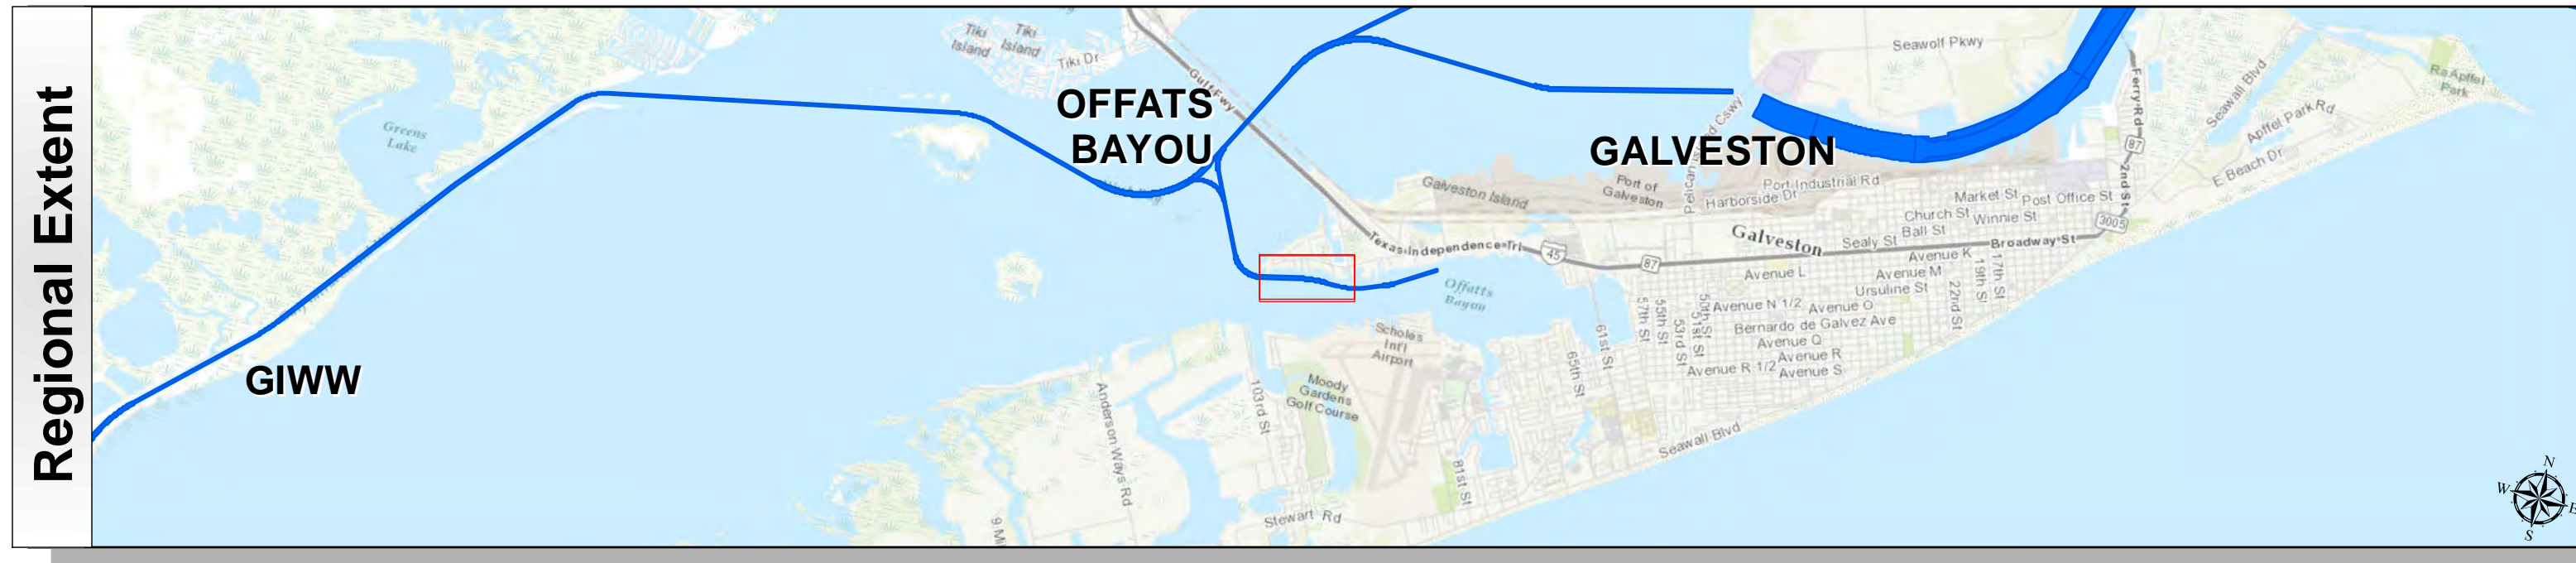 Regional Extent
Tiki
Island
Tiki
Island
Tiki Dr
Gulf Fwy
Seawolf Pkwy
Ferry Rd
Seawall Blvd
Ra Apffel
Park
Apffel Park Rd
E Beach Dr
87
2nd St
3005
Greens
Lake
OFFATS
BAYOU
GALVESTON
Galveston Island
Port of
Galveston
Port Industrial Rd
Harborside Dr
Market St
Post Office St
Church St
Winnie St
Ball St
Sealy St
Broadway St
Galveston
Texas Independence Trl
45
87
Avenue K
Avenue L
Avenue M
Ursuline St
19th St
17th St
22nd St
Avenue N 1/2
Avenue O
Bernardo de Galvez Ave
Avenue Q
Avenue R
Avenue R 1/2
Avenue S
57th St
55th St
53rd St
51st St
50th St
61st St
65th St
Offatts
Bayou
Scholes
Int'l
Airport
Moody
Gardens
Golf Course
103rd St
Anderson Ways Rd
81st St
Seawall Blvd
Stewart Rd
GIWW
N
W
E
S